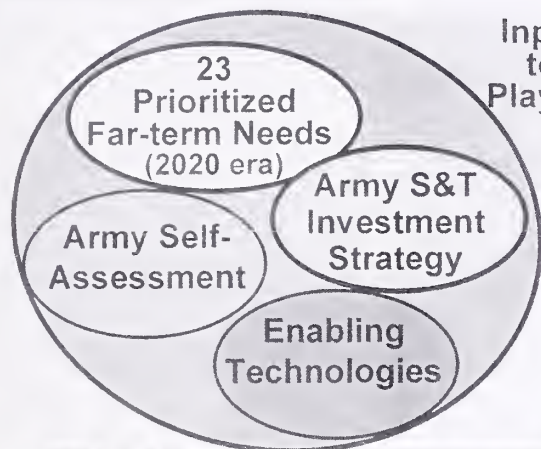 23
Prioritized
Far-term Needs
(2020 era)
Army S&T
Investment
Strategy
Army Self-
Assessment
Enabling
Technologies